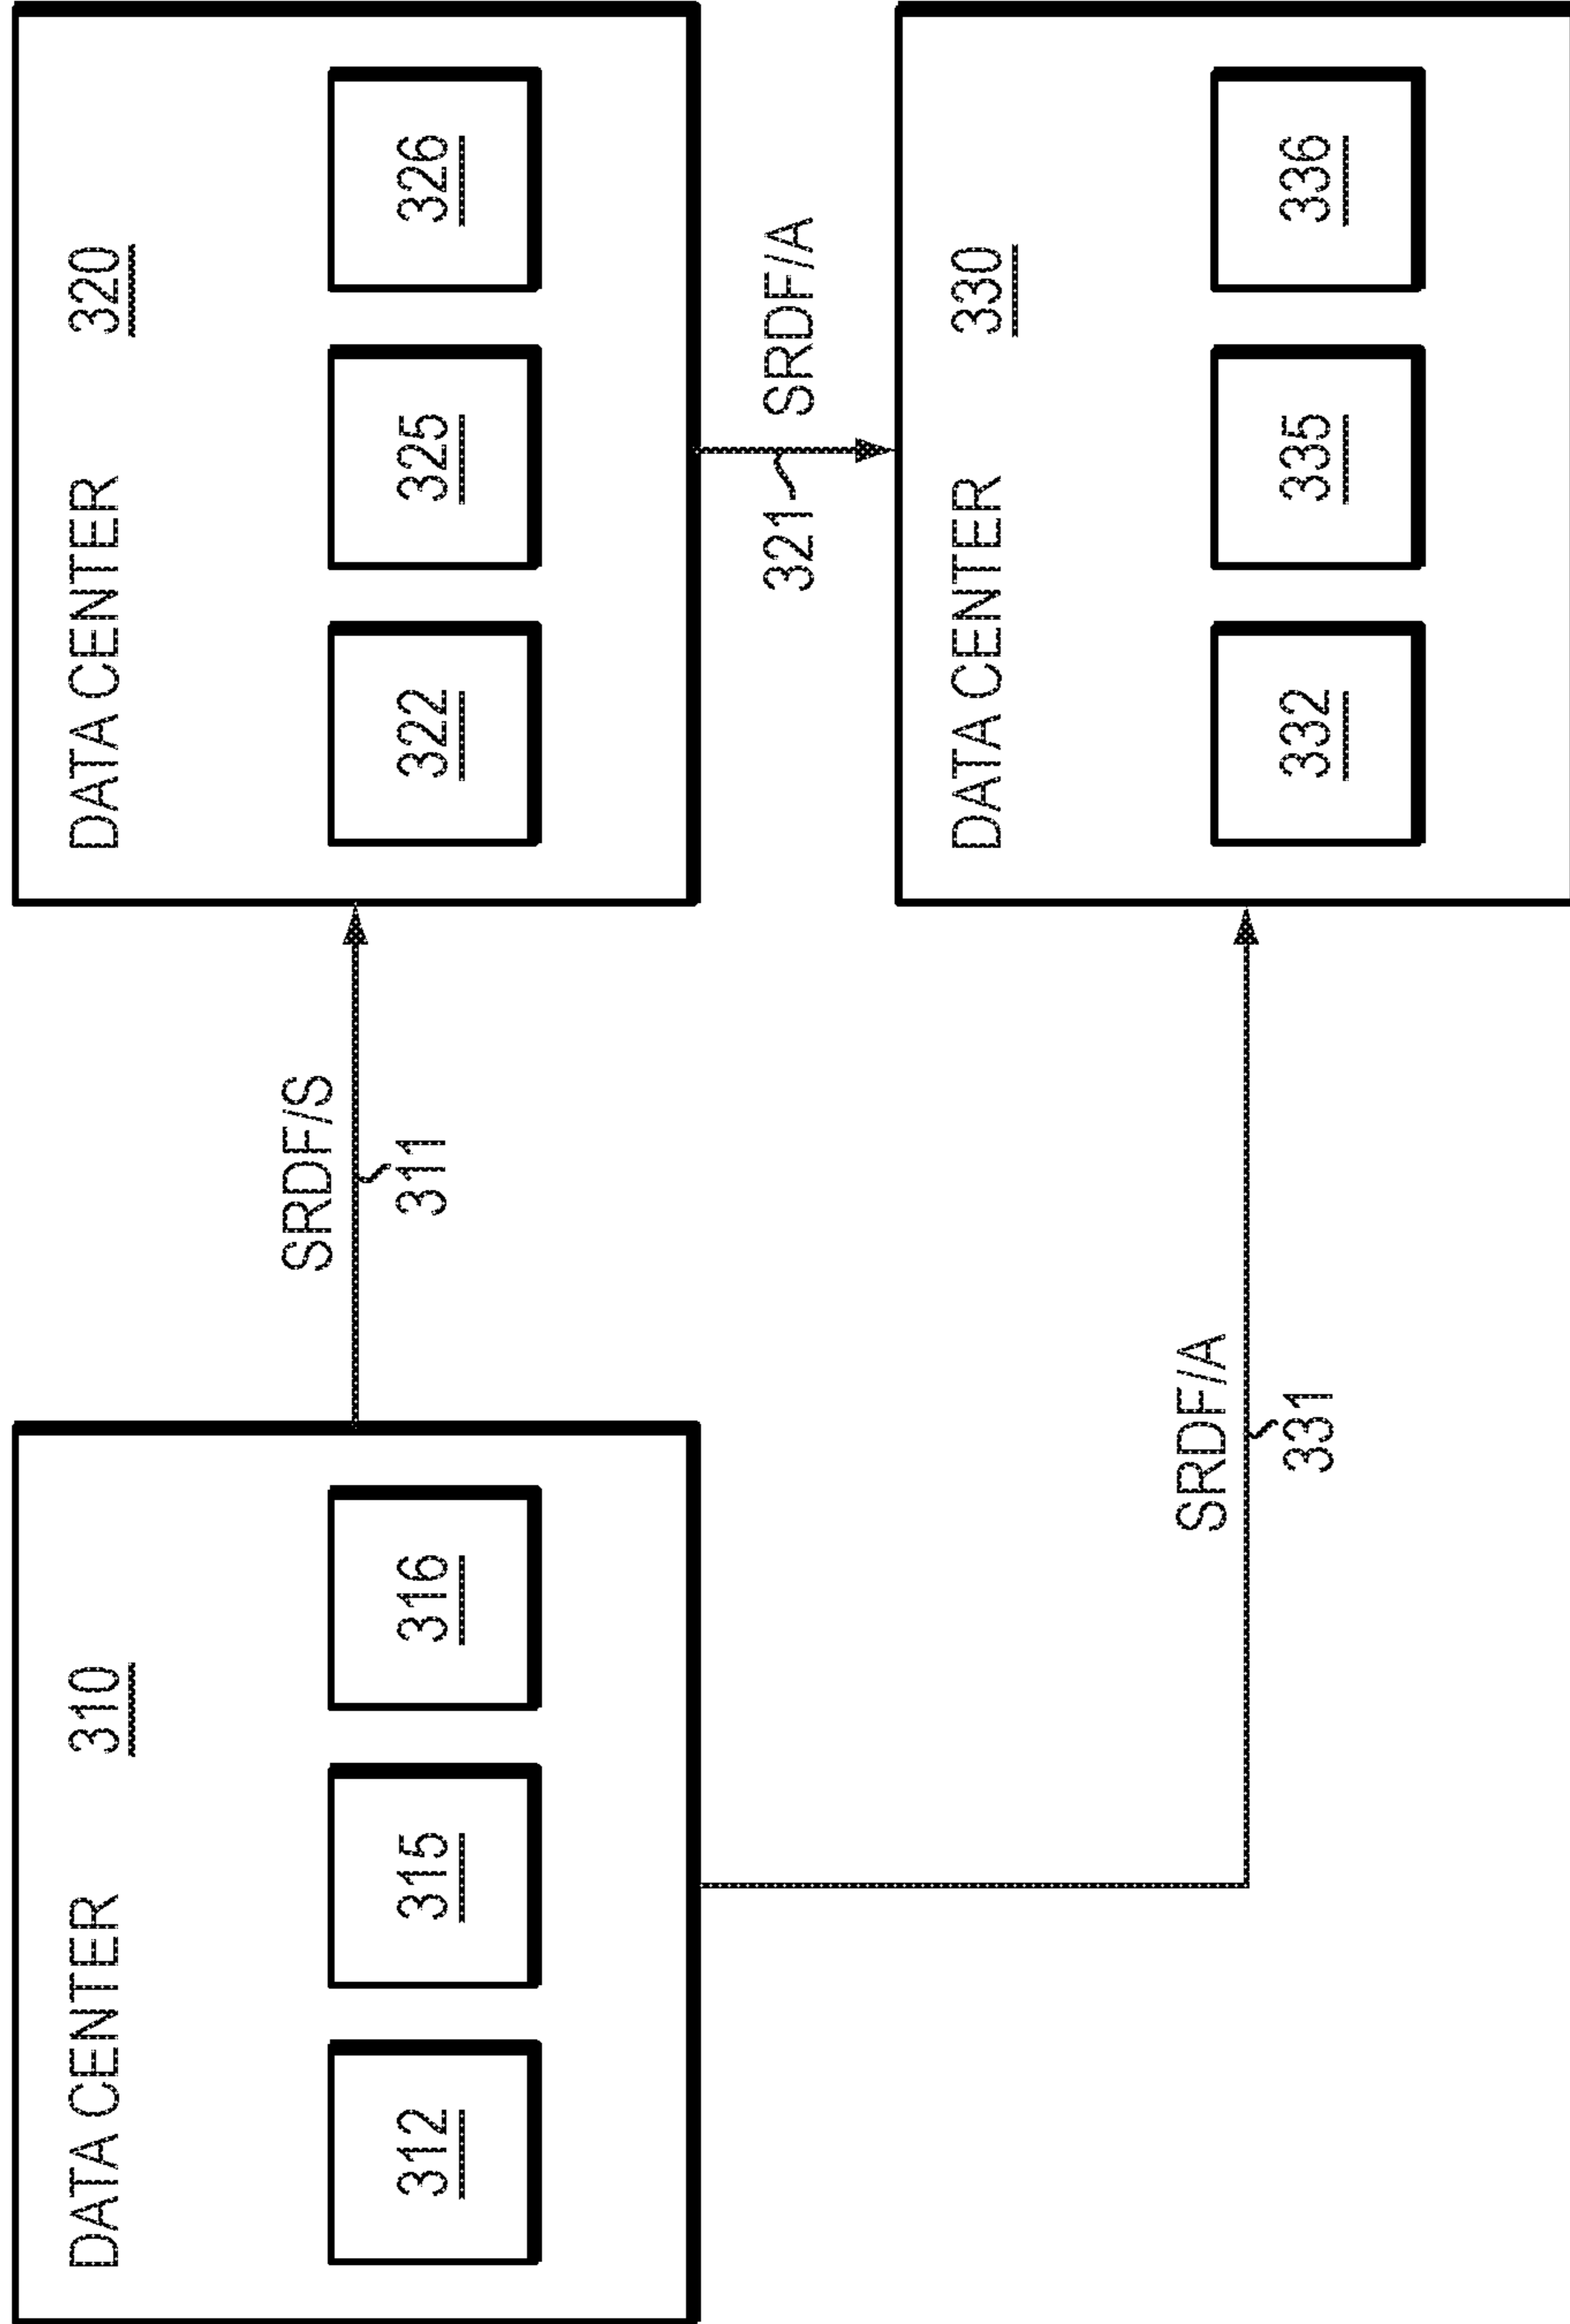 DATA CENTER 310
312 315 316
SRDF/S
311
DATA CENTER 320
322 325 326
321 SRDF/A
SRDF/A
331
DATA CENTER 330
332 335 336